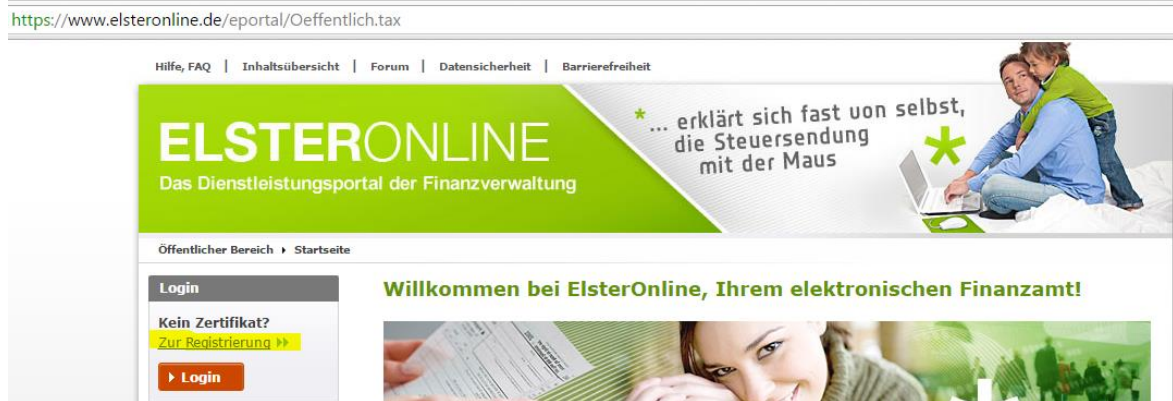 https://www.elsteronline.de/eportal/Oeffentlich.tax
Hilfe, FAQ | Inhaltsübersicht | Forum | Datensicherheit | Barrierefreiheit
ELSTERONLINE
Das Dienstleistungsportal der Finanzverwaltung
*... erklärt sich fast von selbst,
die Steuersendung
mit der Maus
Öffentlicher Bereich ▸ Startseite
Login
Kein Zertifikat?
Zur Registrierung
Login
Willkommen bei ElsterOnline, Ihrem elektronischen Finanzamt!